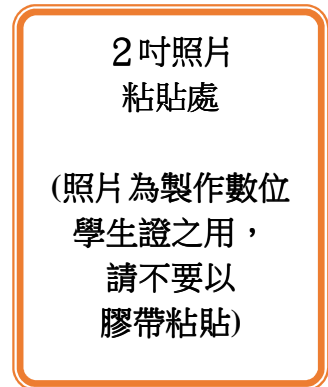 ２吋照片
粘貼處
(照片為製作數位
學生證之用，
請不要以
膠帶粘貼)